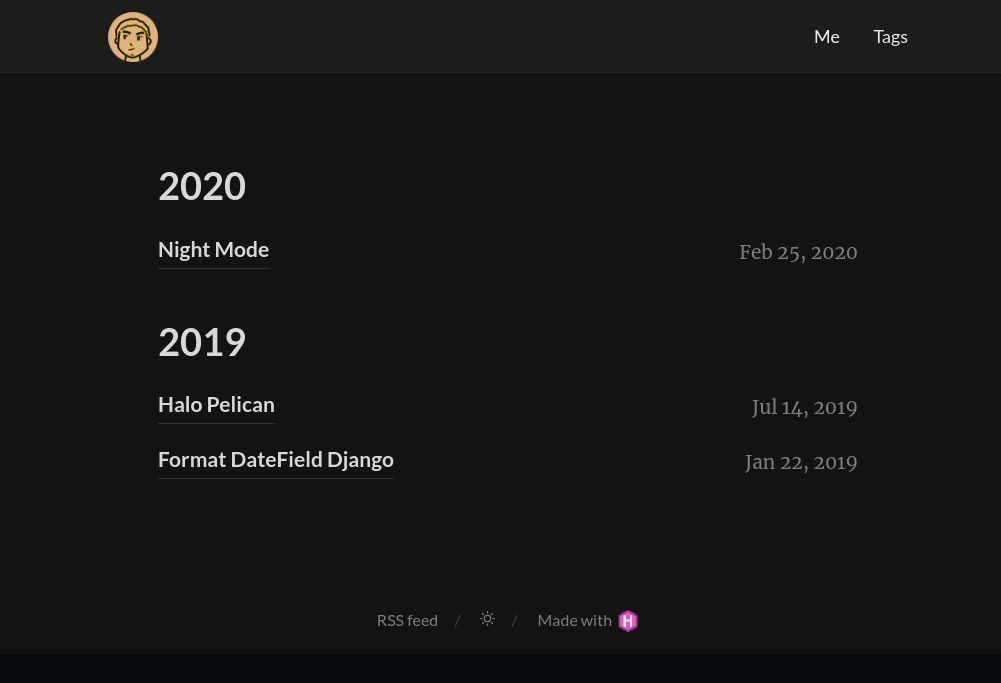 Me Tags
2020
Night Mode Feb 25, 2020
2019
Halo Pelican Jul 14, 2019
Format DateField Django Jan 22, 2019
RSS feed / / Made with H